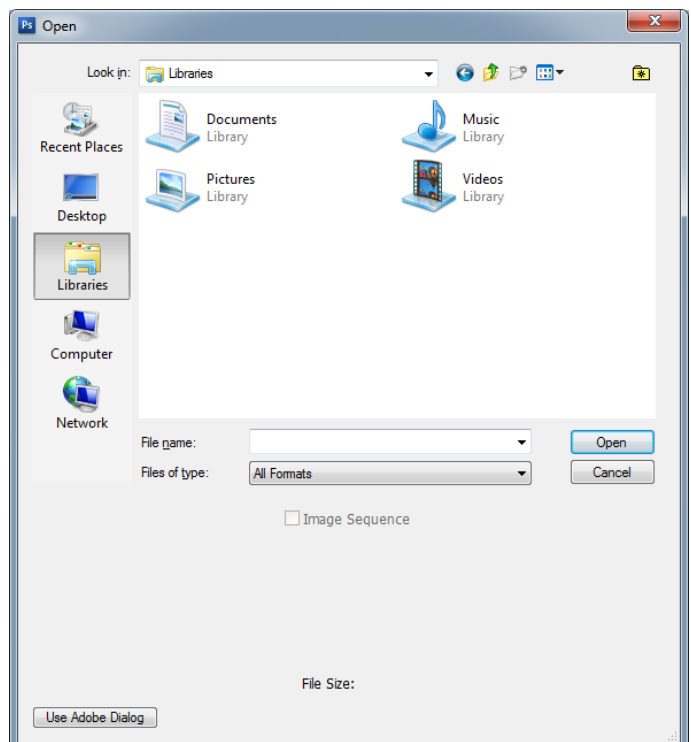 Ps Open
Look in: Libraries
Recent Places
Desktop
Libraries
Computer
Network
Documents
Library
Music
Library
Pictures
Library
Videos
Library
File name:
Open
Files of type: All Formats
Cancel
Image Sequence
File Size:
Use Adobe Dialog